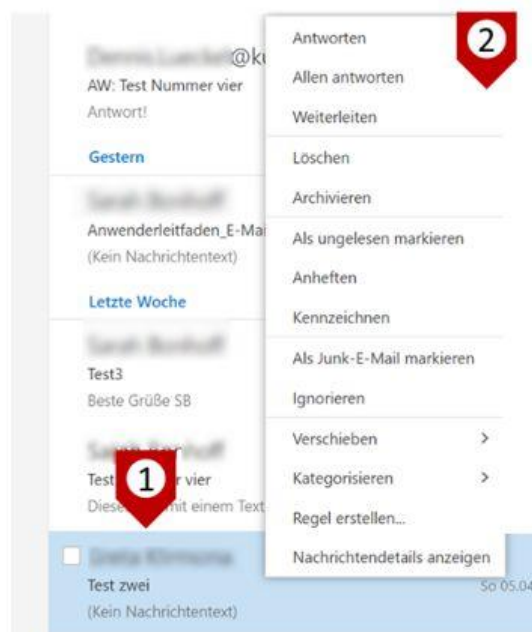 @ku
AW: Test Nummer vier
Antwort!
Gestern
Anwenderleitfaden_E-Mai
(Kein Nachrichtentext)
Letzte Woche
Test3
Beste Grüße SB
Test r vier
Diese mit einem Text
1
Test zwei
So 05.04
(Kein Nachrichtentext)
2
Antworten
Allen antworten
Weiterleiten
Löschen
Archivieren
Als ungelesen markieren
Anheften
Kennzeichnen
Als Junk-E-Mail markieren
Ignorieren
Verschieben >
Kategorisieren >
Regel erstellen...
Nachrichtendetails anzeigen